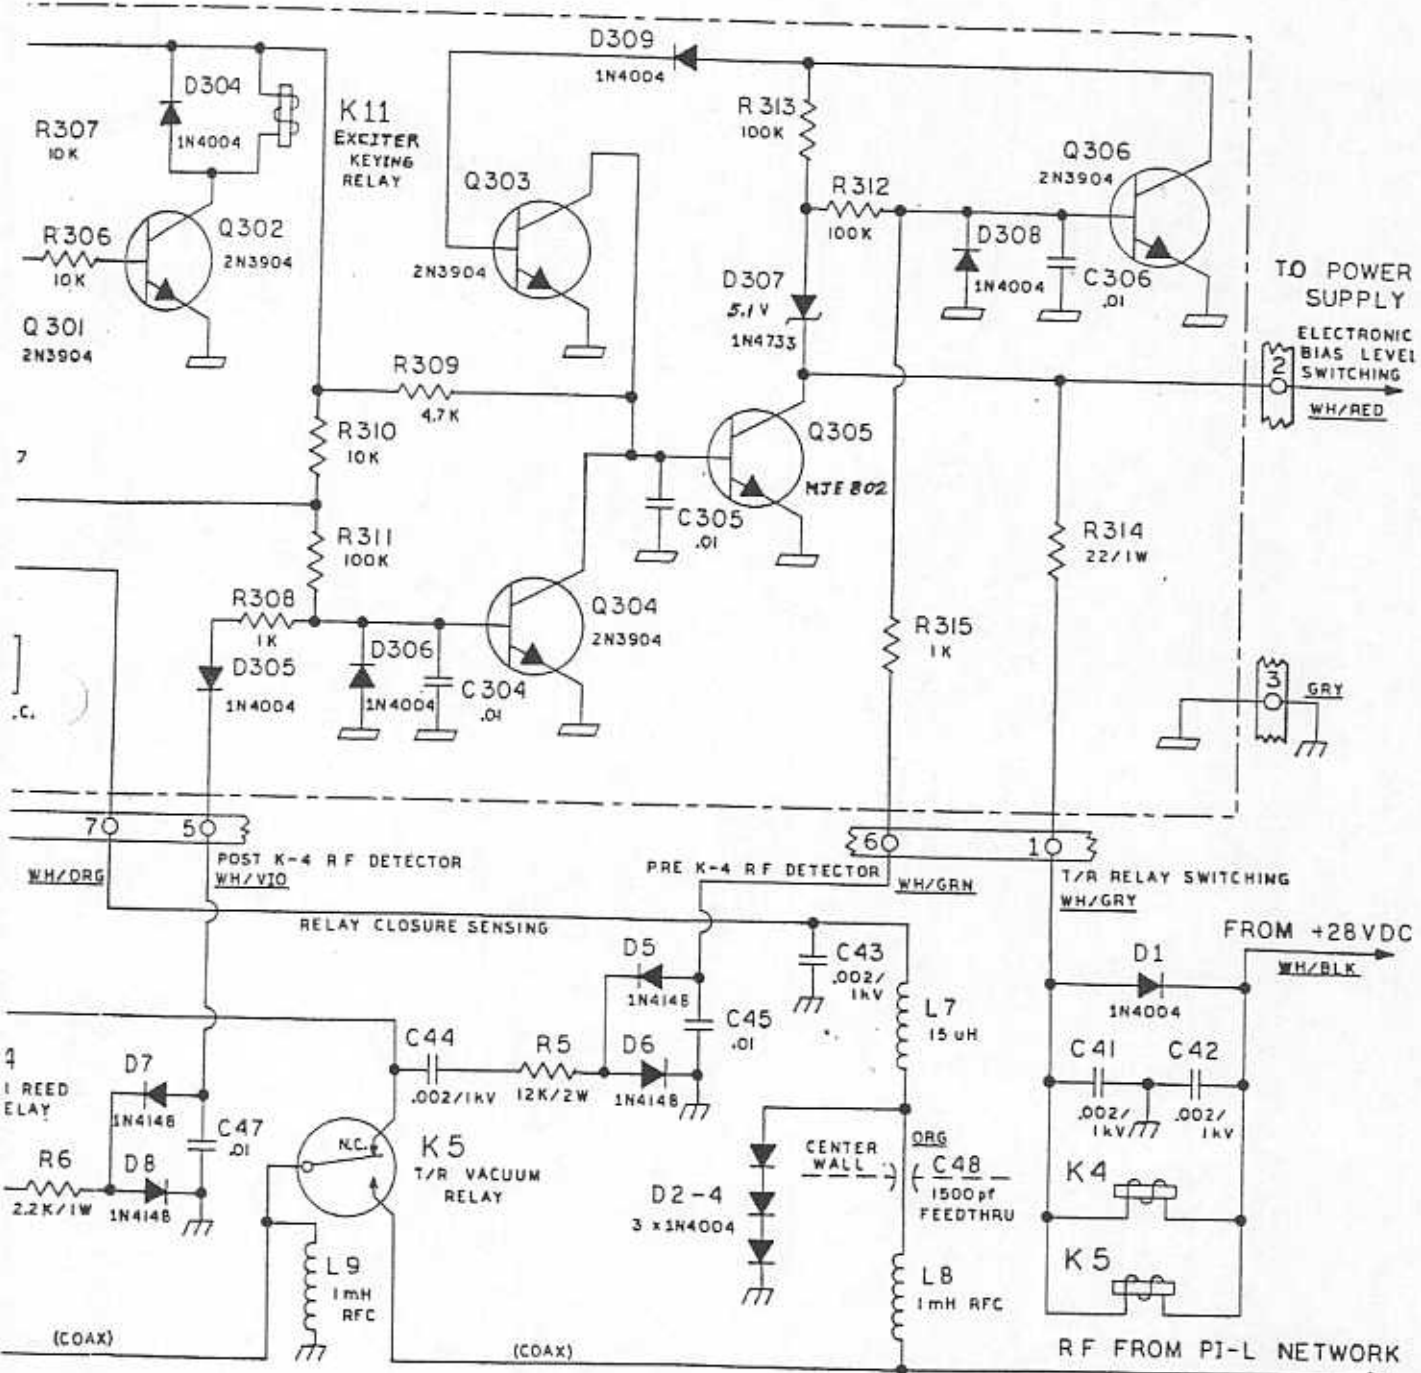 D309
1N4004
D304
1N4004
R307
10K
K11
EXCITER
KEYING
RELAY
R313
100K
Q306
2N3904
Q303
2N3904
R312
100K
R306
10K
Q302
2N3904
D308
1N4004
C306
.01
D307
5.1V
1N4733
TO POWER
SUPPLY
Q301
2N3904
ELECTRONIC
BIAS LEVEL
SWITCHING
2
WH/RED
R309
4.7K
R310
10K
Q305
MJE802
7
C305
.01
R311
100K
R314
22/1W
R308
1K
Q304
2N3904
R315
1K
D305
1N4004
D306
1N4004
C304
.01
3
GRY
.C.
7
5
6
1
POST K-4 RF DETECTOR
WH/VIO
WH/ORG
PRE K-4 RF DETECTOR
WH/GRN
T/R RELAY SWITCHING
WH/GRY
RELAY CLOSURE SENSING
FROM +28VDC
WH/BLK
D5
1N4148
C43
.002/
1kV
D1
1N4004
C45
.01
L7
15 uH
C44
.002/1kV
R5
12K/2W
D6
1N4148
C41
.002/
1kV
C42
.002/
1kV
4
REED
ELAY
D7
1N4148
C47
.01
N.C.
K5
T/R VACUUM
RELAY
CENTER
WALL
ORG
C48
1500pf
FEEDTHRU
R6
2.2K/1W
D8
1N4148
D2-4
3 x 1N4004
K4
L9
1mH
RFC
L8
1mH RFC
K5
(COAX)
(COAX)
RF FROM PI-L NETWORK